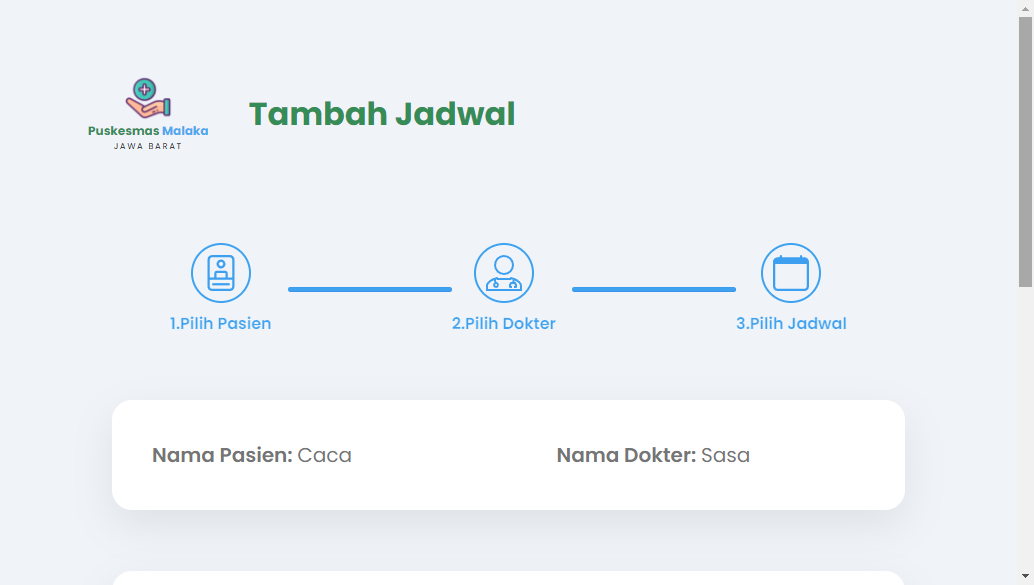 Puskesmas Malaka
JAWA BARAT
Tambah Jadwal
1.Pilih Pasien
2.Pilih Dokter
3.Pilih Jadwal
Nama Pasien: Caca
Nama Dokter: Sasa